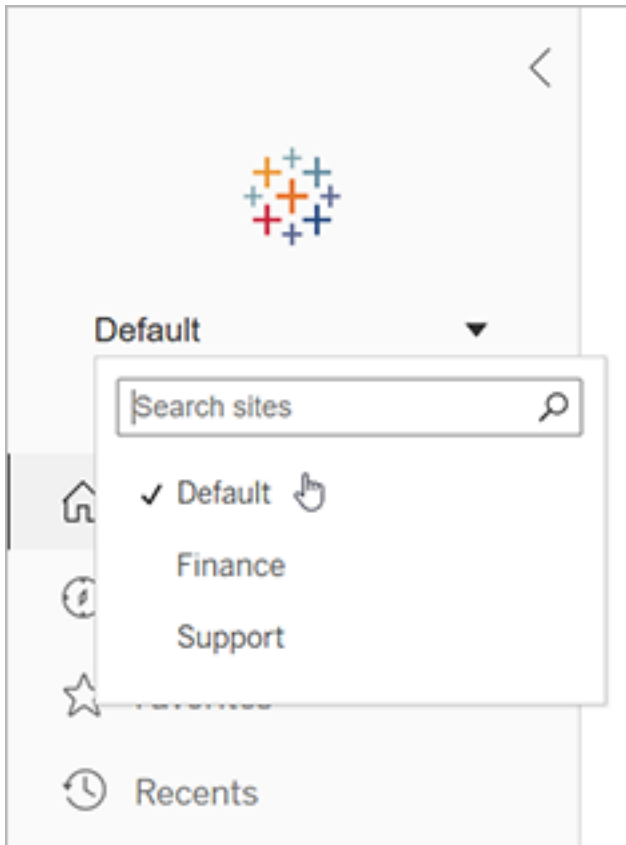 Default
Search sites
Default
Finance
Support
Recents